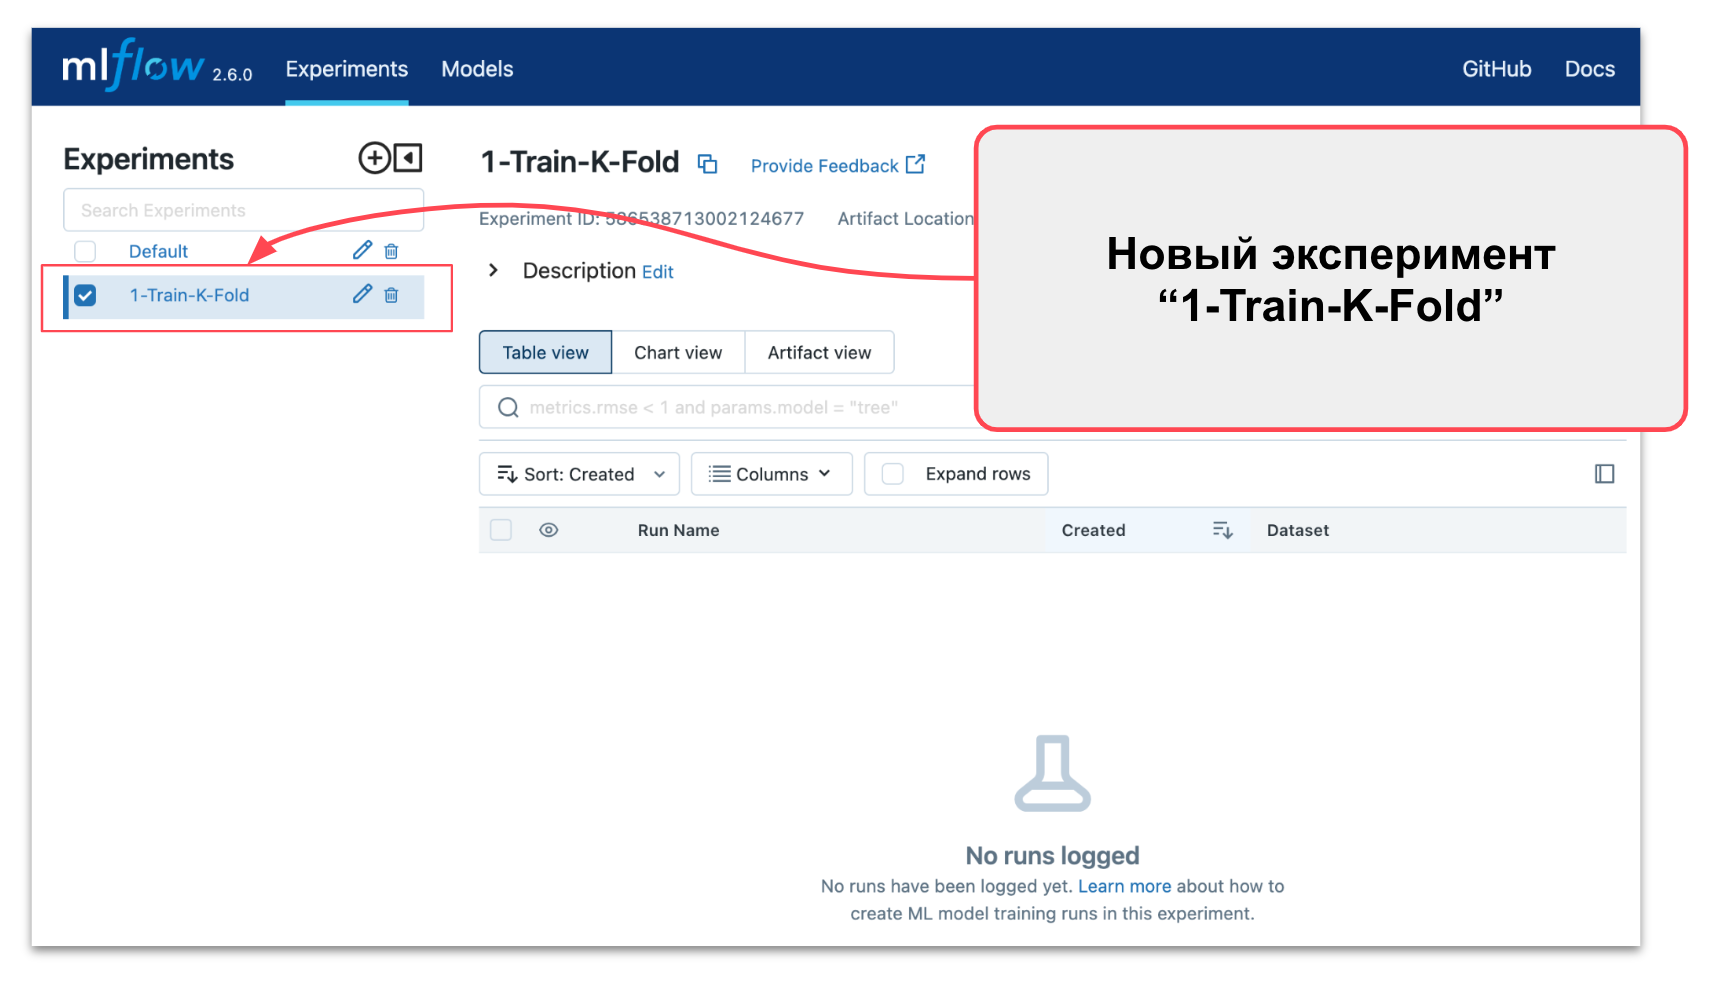 mlflow 2.6.0 Experiments Models GitHub Docs
Experiments
Search Experiments
Default
1-Train-K-Fold
1-Train-K-Fold Provide Feedback
Experiment ID: 586538713002124677 Artifact Location
Description Edit
Новый эксперимент
“1-Train-K-Fold”
Table view Chart view Artifact view
metrics.rmse < 1 and params.model = "tree"
Sort: Created Columns Expand rows
Run Name Created Dataset
No runs logged
No runs have been logged yet. Learn more about how to
create ML model training runs in this experiment.